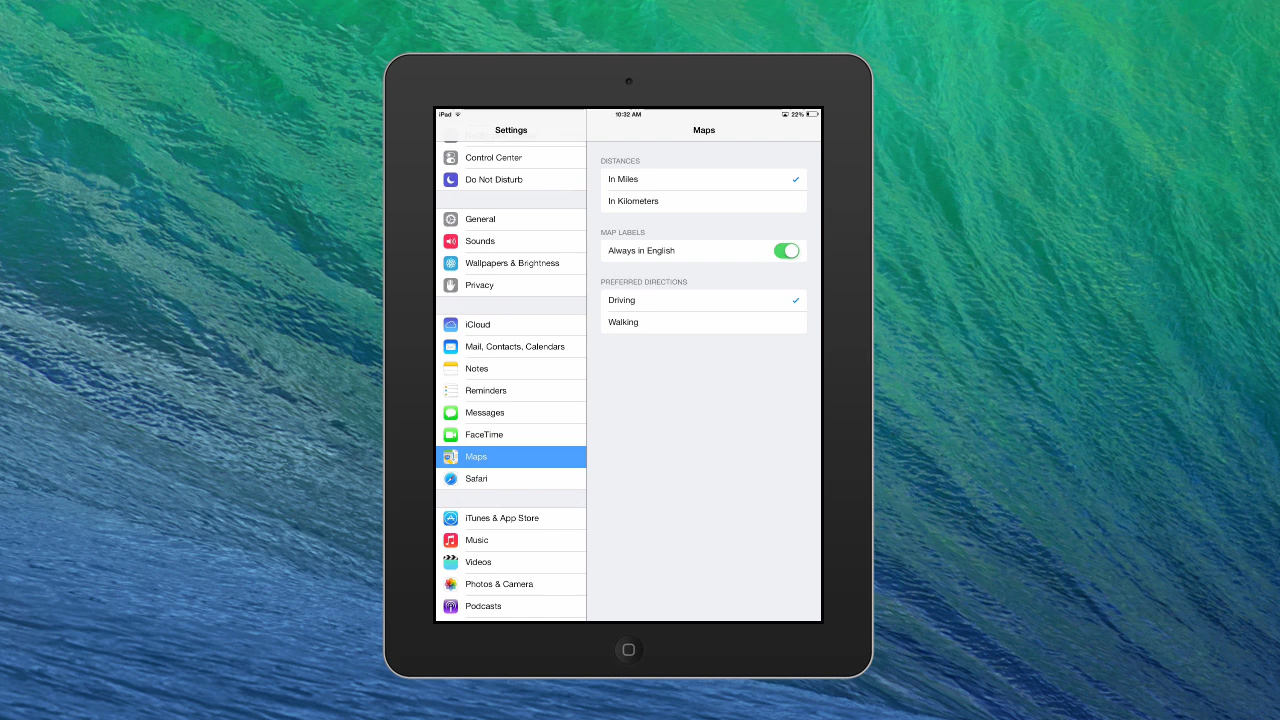 iPad
10:32 AM
22%
Settings
Maps
Control Center
Do Not Disturb
General
Sounds
Wallpapers & Brightness
Privacy
iCloud
Mail, Contacts, Calendars
Notes
Reminders
Messages
FaceTime
Maps
Safari
iTunes & App Store
Music
Videos
Photos & Camera
Podcasts
DISTANCES
In Miles
In Kilometers
MAP LABELS
Always in English
PREFERRED DIRECTIONS
Driving
Walking